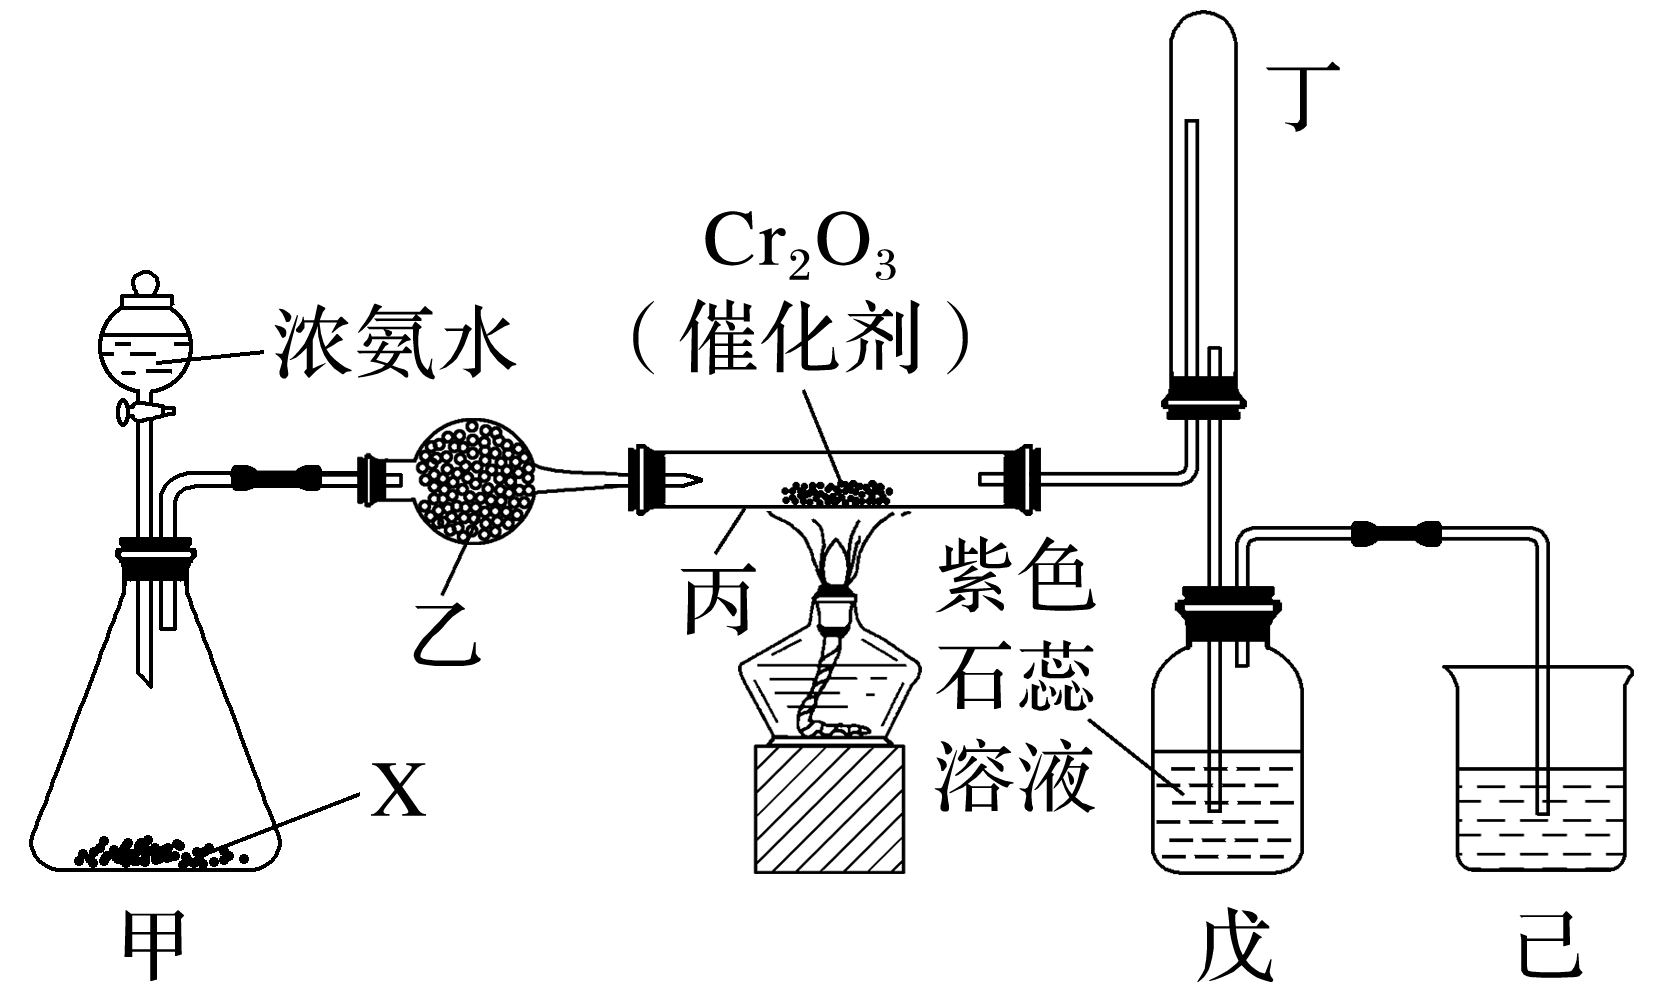 丁
Cr₂O₃
（催化剂）
浓氨水
乙
丙
紫色
石蕊
溶液
X
甲
戊
己